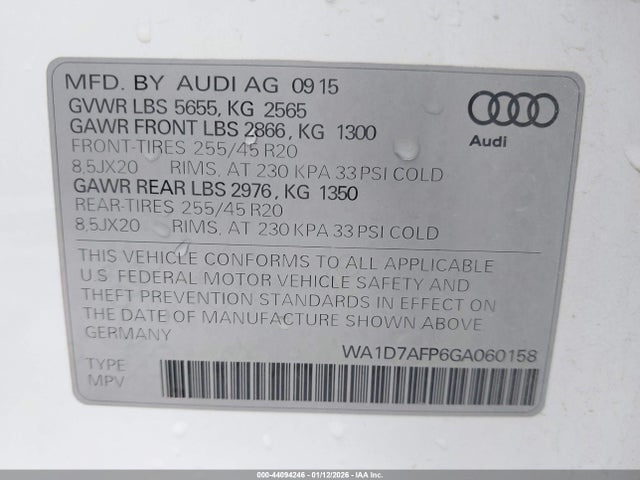 MFD. BY AUDI AG 09 15
GVWR LBS 5655, KG 2565
GAWR FRONT LBS 2866, KG 1300
FRONT-TIRES 255/45 R20
8,5JX20 RIMS, AT 230 KPA 33 PSI COLD
GAWR REAR LBS 2976, KG 1350
REAR-TIRES 255/45 R20
8,5JX20 RIMS, AT 230 KPA 33 PSI COLD
Audi
THIS VEHICLE CONFORMS TO ALL APPLICABLE
U.S. FEDERAL MOTOR VEHICLE SAFETY AND
THEFT PREVENTION STANDARDS IN EFFECT ON
THE DATE OF MANUFACTURE SHOWN ABOVE
GERMANY
WA1D7AFP6GA060158
TYPE
MPV
000-44094246 - 01/12/2026 - IAA Inc.